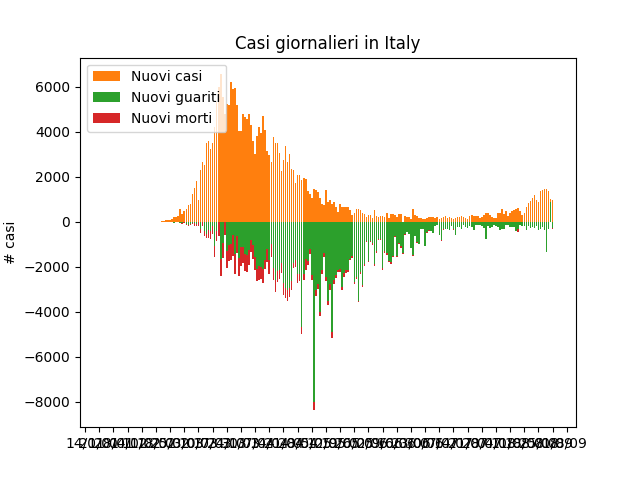 Casi giornalieri in Italy
Nuovi casi
Nuovi guariti
Nuovi morti
6000
4000
2000
0
−2000
−4000
−6000
−8000
# casi